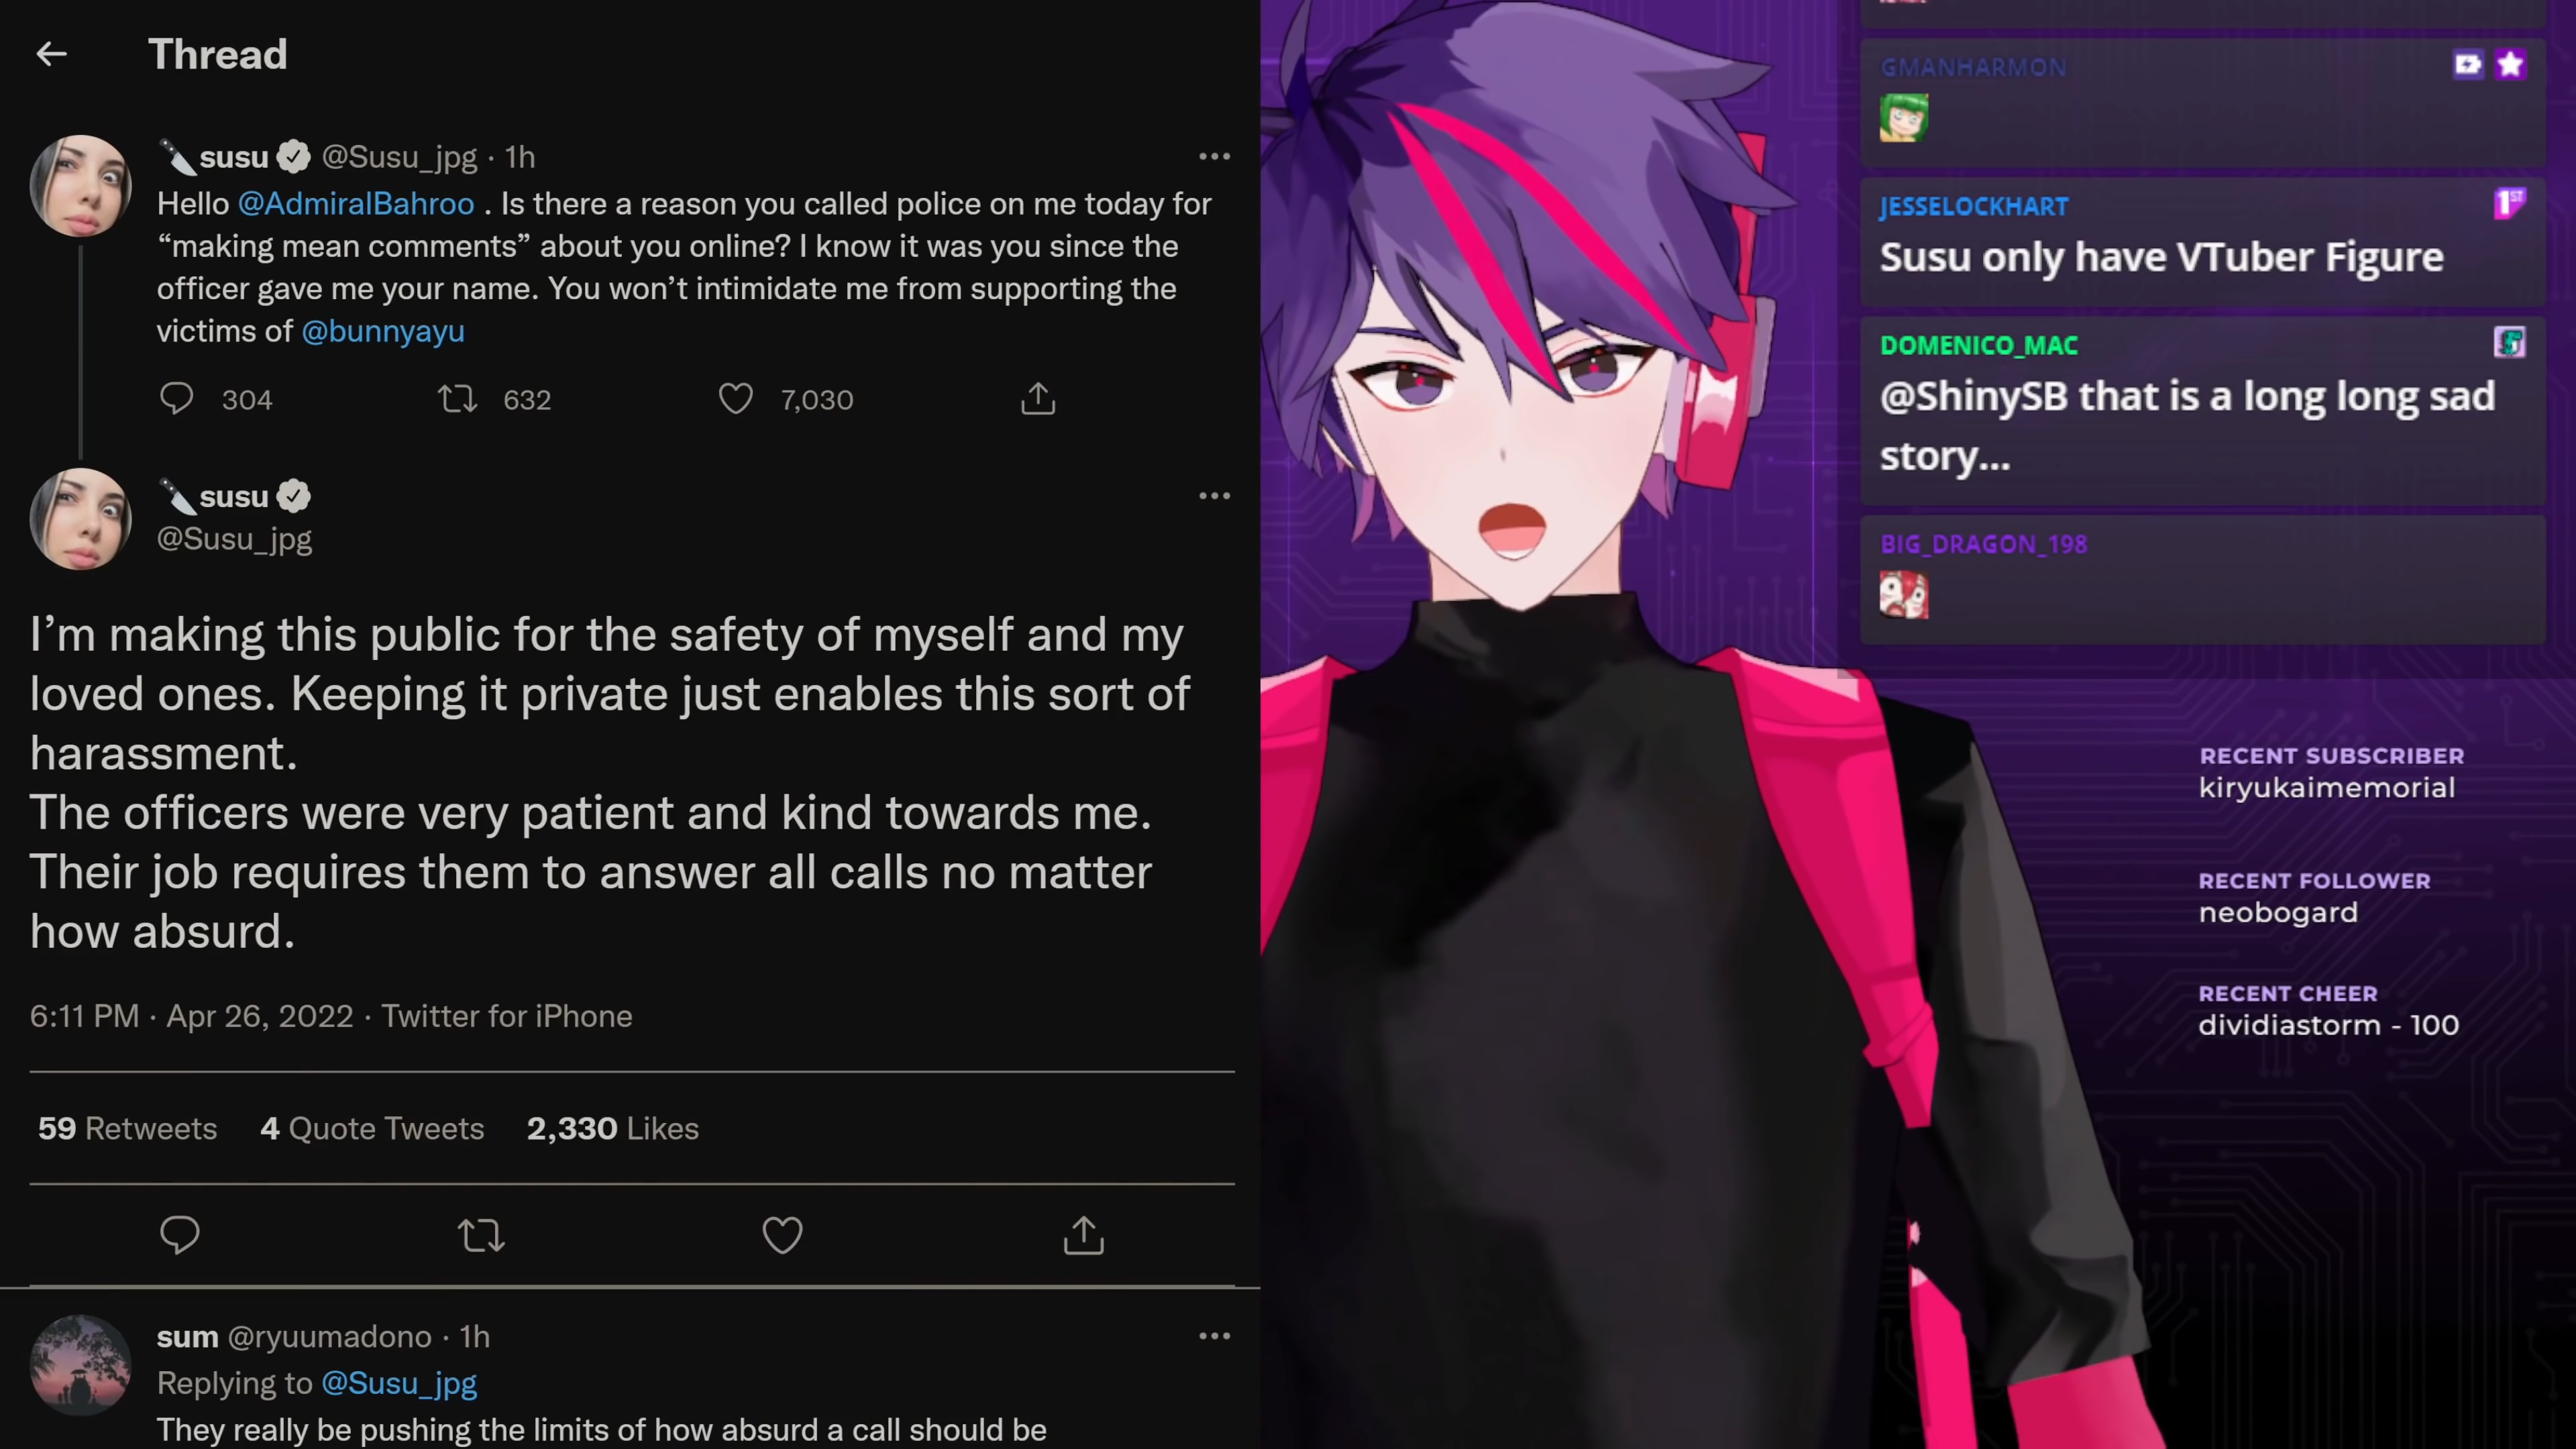 Thread
susu @Susu_jpg · 1h
Hello @AdmiralBahroo . Is there a reason you called police on me today for
“making mean comments” about you online? I know it was you since the
officer gave me your name. You won’t intimidate me from supporting the
victims of @bunnyayu
304 632 7,030
susu
@Susu_jpg
I’m making this public for the safety of myself and my
loved ones. Keeping it private just enables this sort of
harassment.
The officers were very patient and kind towards me.
Their job requires them to answer all calls no matter
how absurd.
6:11 PM · Apr 26, 2022 · Twitter for iPhone
59 Retweets 4 Quote Tweets 2,330 Likes
sum @ryuumadono · 1h
Replying to @Susu_jpg
They really be pushing the limits of how absurd a call should be
GMANHARMON
JESSELOCKHART
1ST
Susu only have VTuber Figure
DOMENICO_MAC
@ShinySB that is a long long sad
story...
BIG_DRAGON_198
RECENT SUBSCRIBER
kiryukaimemorial
RECENT FOLLOWER
neobogard
RECENT CHEER
dividiastorm - 100